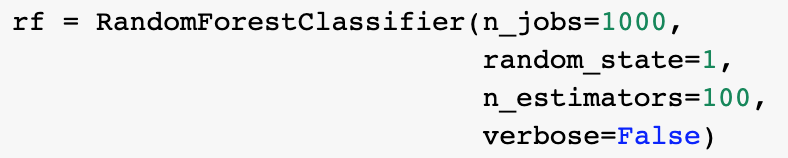 rf = RandomForestClassifier(n_jobs=1000,
                            random_state=1,
                            n_estimators=100,
                            verbose=False)